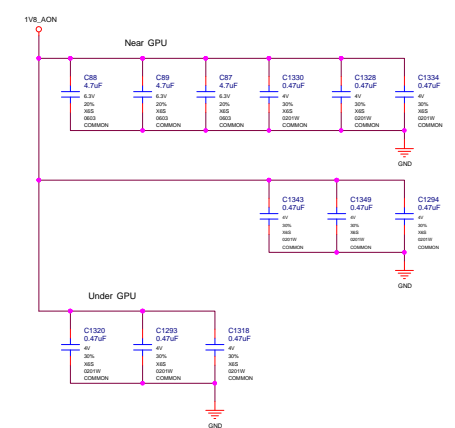 1V8_AON
Near GPU
C88
4.7uF
6.3V
20%
X6S
0603
COMMON
C89
4.7uF
6.3V
20%
X6S
0603
COMMON
C87
4.7uF
6.3V
20%
X6S
0603
COMMON
C1330
0.47uF
4V
30%
X6S
0201W
COMMON
C1328
0.47uF
4V
30%
X6S
0201W
COMMON
C1334
0.47uF
4V
30%
X6S
0201W
COMMON
GND
C1343
0.47uF
4V
30%
X6S
0201W
COMMON
C1349
0.47uF
4V
30%
X6S
0201W
COMMON
C1294
0.47uF
4V
30%
X6S
0201W
COMMON
GND
Under GPU
C1320
0.47uF
4V
30%
X6S
0201W
COMMON
C1293
0.47uF
4V
30%
X6S
0201W
COMMON
C1318
0.47uF
4V
30%
X6S
0201W
COMMON
GND